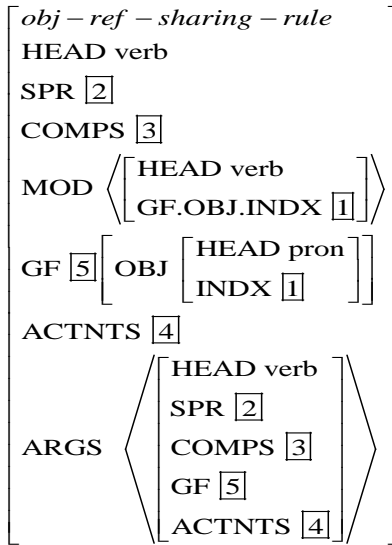 obj – ref – sharing – rule
HEAD verb
SPR 2
COMPS 3
MOD ⟨[HEAD verb
GF.OBJ.INDX 1]⟩
GF 5 [OBJ [HEAD pron
INDX 1]]
ACTNTS 4
ARGS ⟨[HEAD verb
SPR 2
COMPS 3
GF 5
ACTNTS 4]⟩